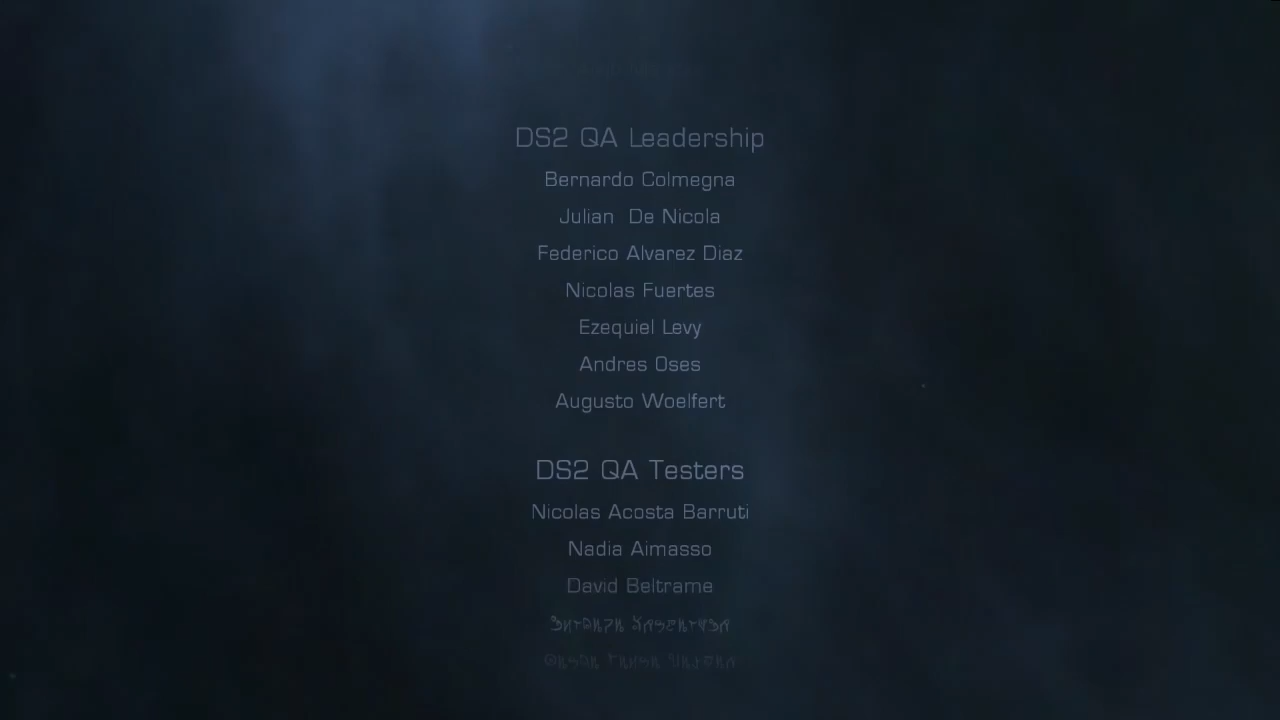 DS2 QA Leadership
Bernardo Colmegna
Julian  De Nicola
Federico Alvarez Diaz
Nicolas Fuertes
Ezequiel Levy
Andres Oses
Augusto Woelfert
DS2 QA Testers
Nicolas Acosta Barruti
Nadia Aimasso
David Beltrame